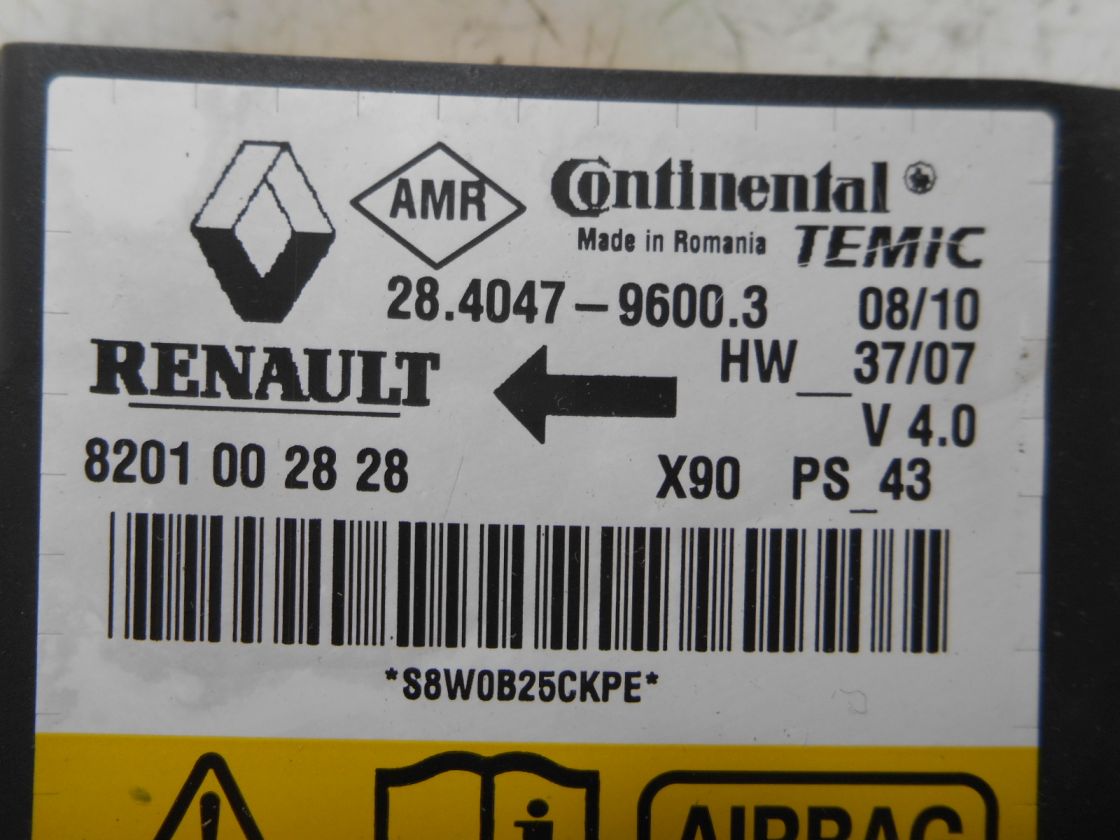 AMR
Continental
Made in Romania TEMIC
28.4047-9600.3 08/10
RENAULT
HW__37/07
V 4.0
8201 00 28 28
X90 PS_43
*S8W0B25CKPE*
i
AIRBAG